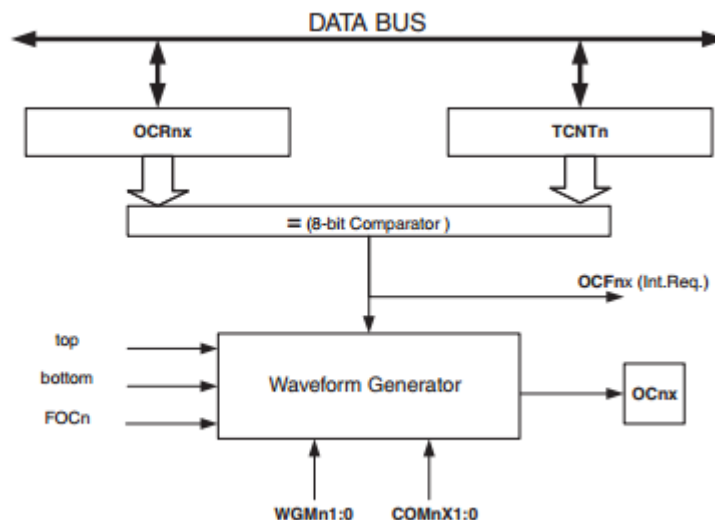 DATA BUS
OCRnx
TCNTn
= (8-bit Comparator )
OCFnx (Int.Req.)
top
bottom
FOCn
Waveform Generator
OCnx
WGMn1:0
COMnX1:0